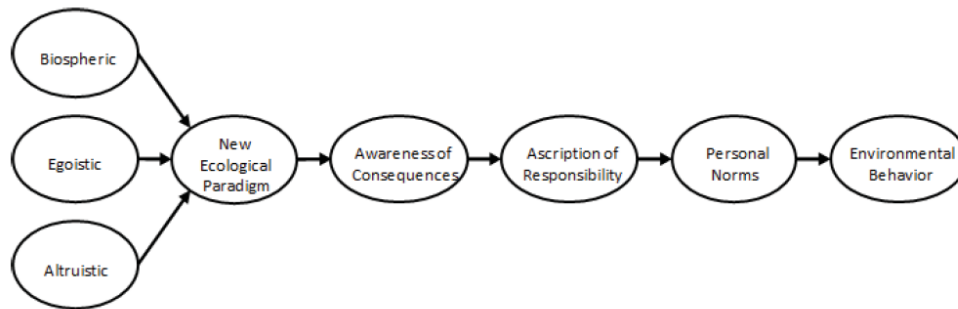 Biospheric
Egoistic
Altruistic
New
Ecological
Paradigm
Awareness of
Consequences
Ascription of
Responsibility
Personal
Norms
Environmental
Behavior